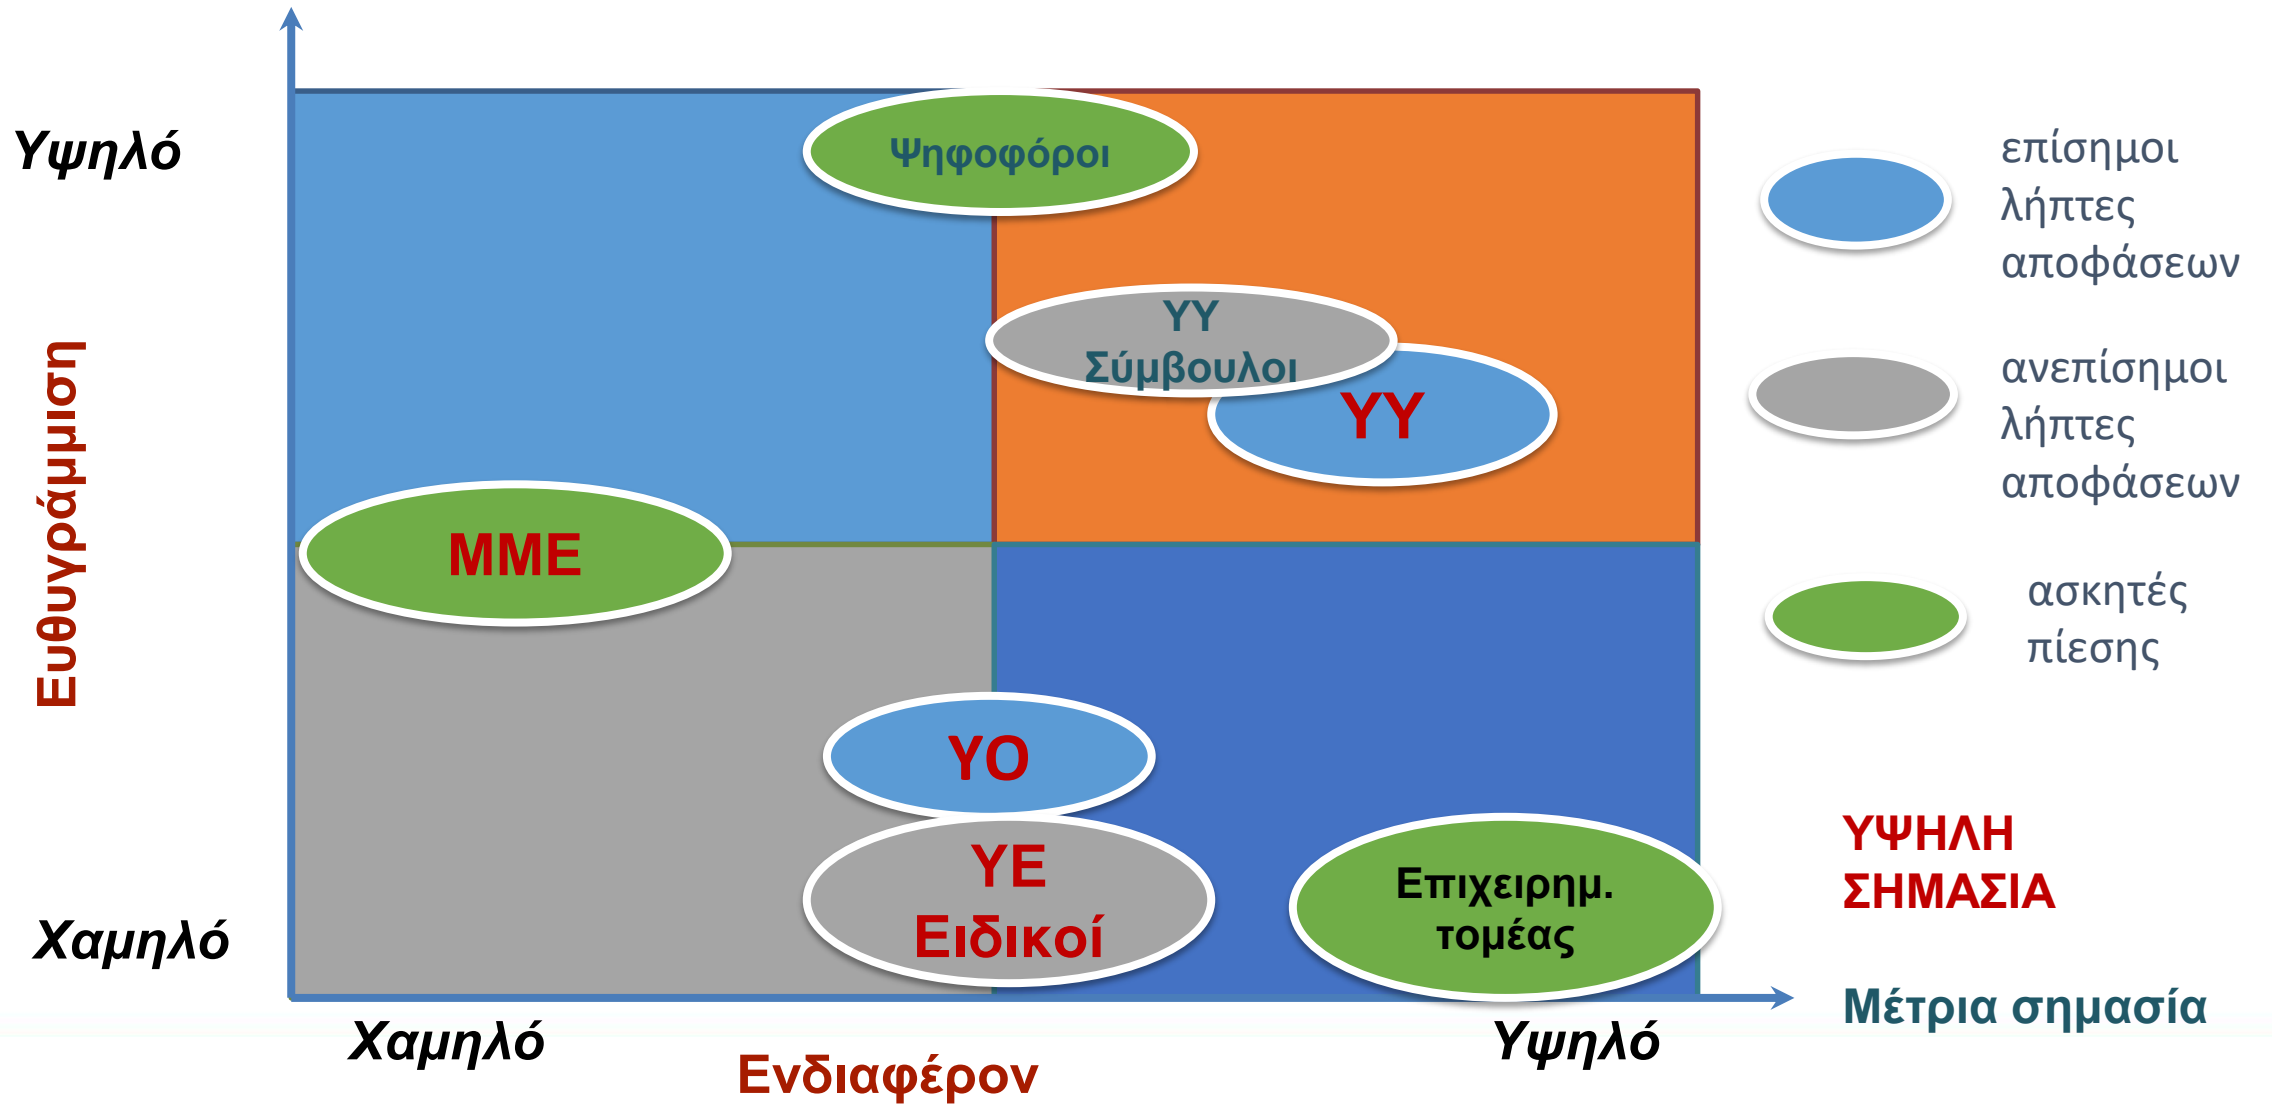 Υψηλό
Ευθυγράμμιση
Χαμηλό
Ψηφοφόροι
ΥΥ
Σύμβουλοι
ΥΥ
ΜΜΕ
ΥΟ
ΥΕ
Ειδικοί
Επιχειρημ.
τομέας
Χαμηλό
Υψηλό
Ενδιαφέρον
επίσημοι
λήπτες
αποφάσεων
ανεπίσημοι
λήπτες
αποφάσεων
ασκητές
πίεσης
ΥΨΗΛΗ
ΣΗΜΑΣΙΑ
Μέτρια σημασία